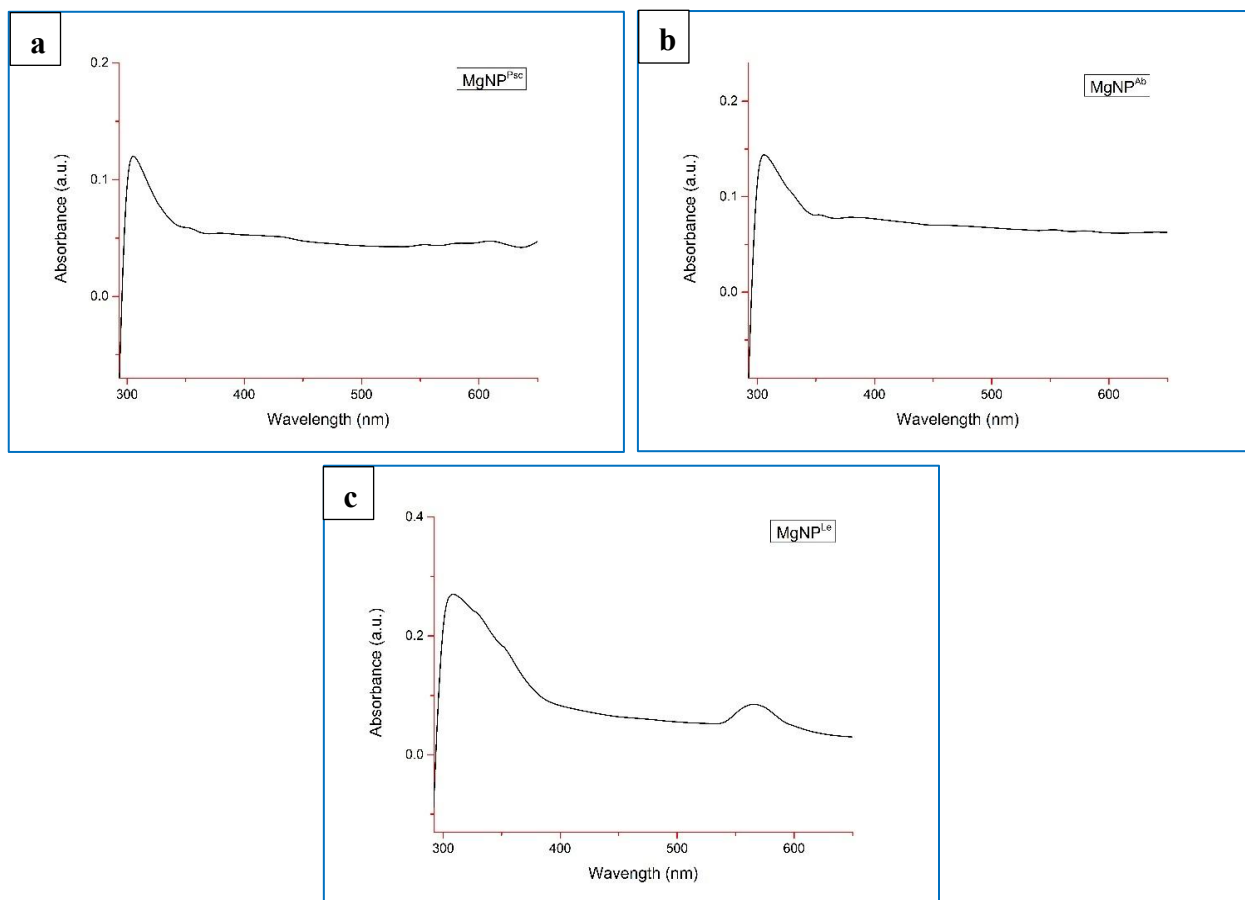 a
MgNP^Psc
0.2
0.1
0.0
Absorbance (a.u.)
300 400 500 600
Wavelength (nm)
b
MgNP^Ab
0.2
0.1
0.0
Absorbance (a.u.)
300 400 500 600
Wavelength (nm)
c
MgNP^Le
0.4
0.2
0.0
Absorbance (a.u.)
300 400 500 600
Wavength (nm)